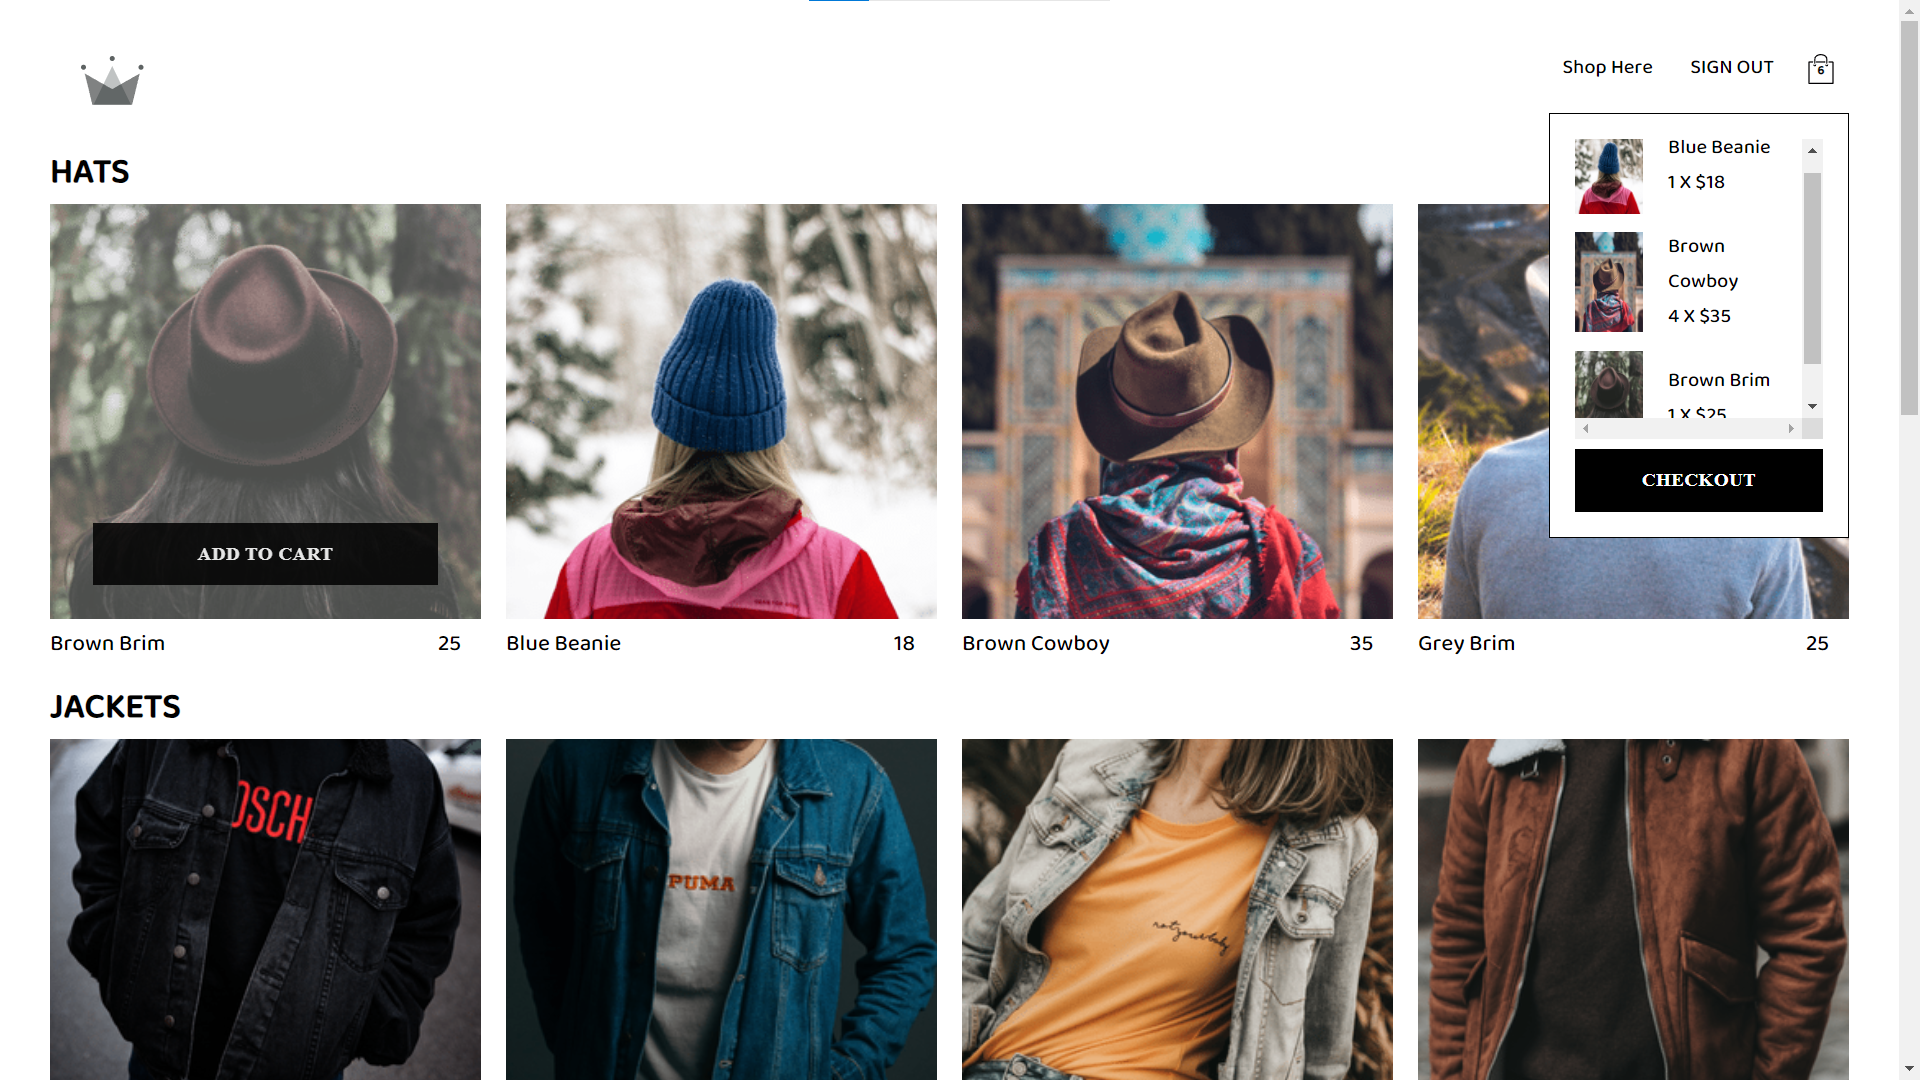 Shop Here
SIGN OUT
6
HATS
Blue Beanie
1 X $18
Brown
Cowboy
4 X $35
Brown Brim
1 X $25
CHECKOUT
ADD TO CART
Brown Brim
25
Blue Beanie
18
Brown Cowboy
35
Grey Brim
25
JACKETS
OSCH
PUMA
notyourbaby